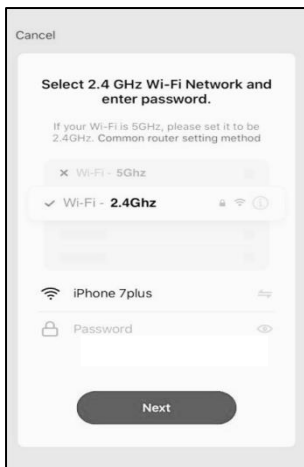 Cancel
Select 2.4 GHz Wi-Fi Network and
enter password.
If your Wi-Fi is 5GHz, please set it to be
2.4GHz. Common router setting method
Wi-Fi - 5Ghz
Wi-Fi - 2.4Ghz
iPhone 7plus
Password
Next